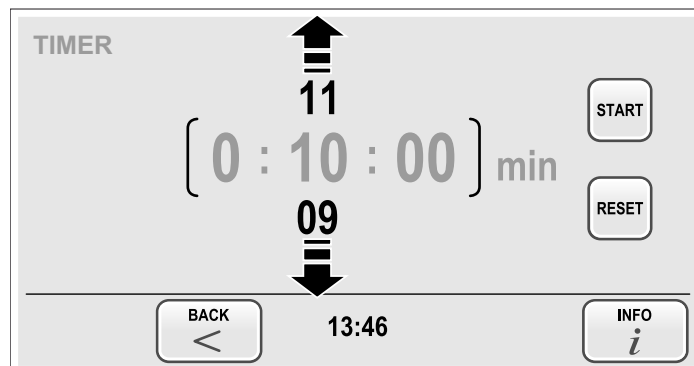 TIMER
11
START
[0 : 10 : 00] min
09
RESET
BACK
<
13:46
INFO
i